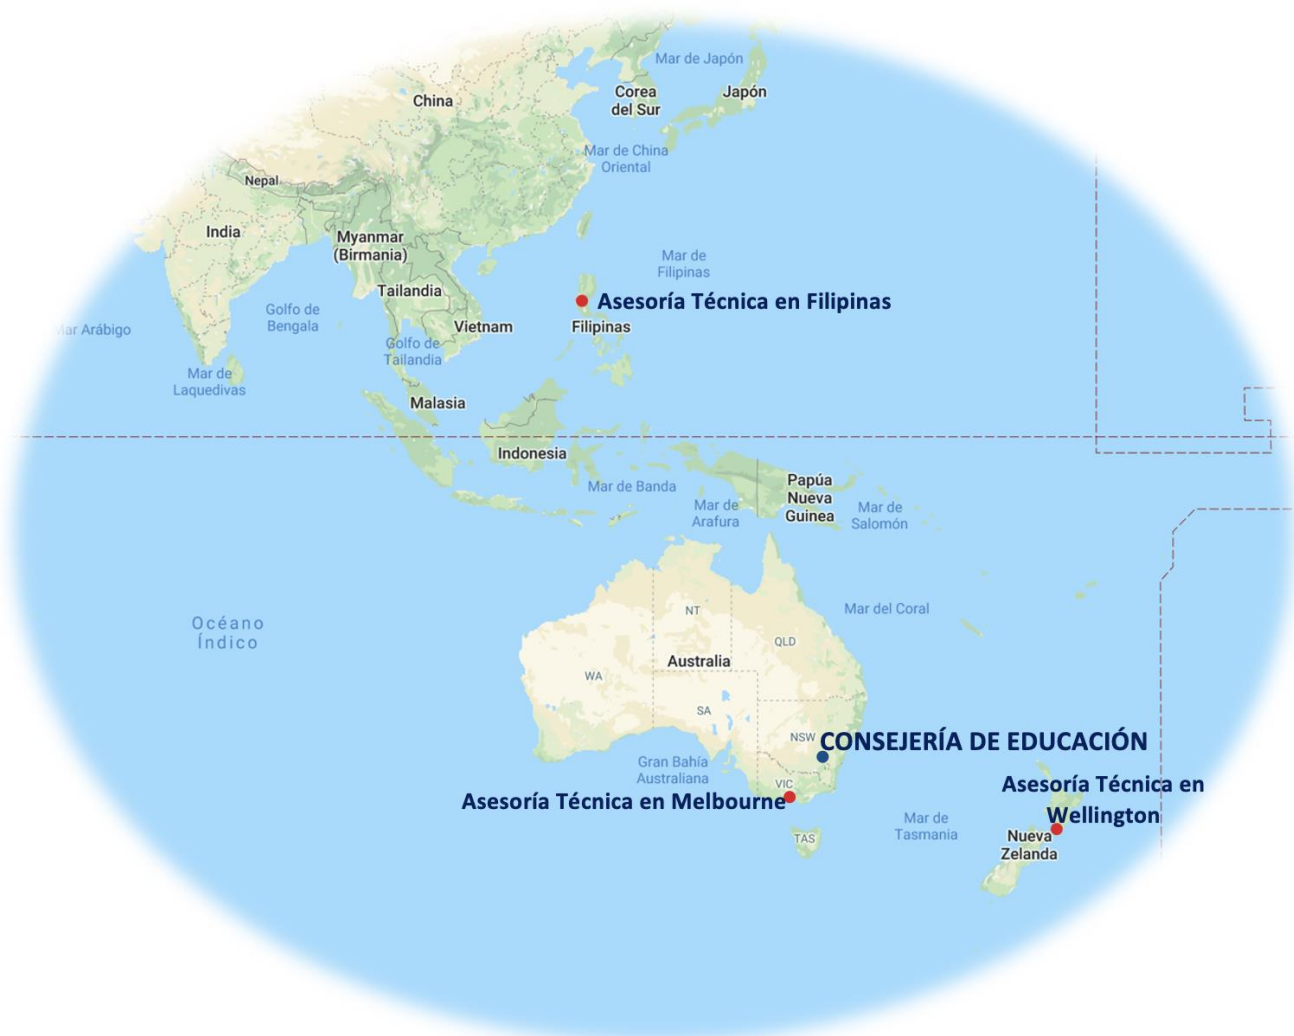 Mar de Japón
Corea
del Sur
Japón
China
Mar de China
Oriental
Nepal
India
Myanmar
(Birmania)
Mar de
Filipinas
Tailandia
Asesoría Técnica en Filipinas
Golfo de
Bengala
Mar Arábigo
Vietnam
Filipinas
Golfo de
Tailandia
Mar de
Laquedivas
Malasia
Indonesia
Mar de Banda
Papúa
Nueva
Guinea
Mar de
Arafura
Mar de
Salomón
Océano
Índico
NT
Mar del Coral
QLD
Australia
WA
SA
NSW
CONSEJERÍA DE EDUCACIÓN
Gran Bahía
Australiana
VIC
Asesoría Técnica en Melbourne
Asesoría Técnica en
Wellington
Mar de
Tasmania
TAS
Nueva
Zelanda